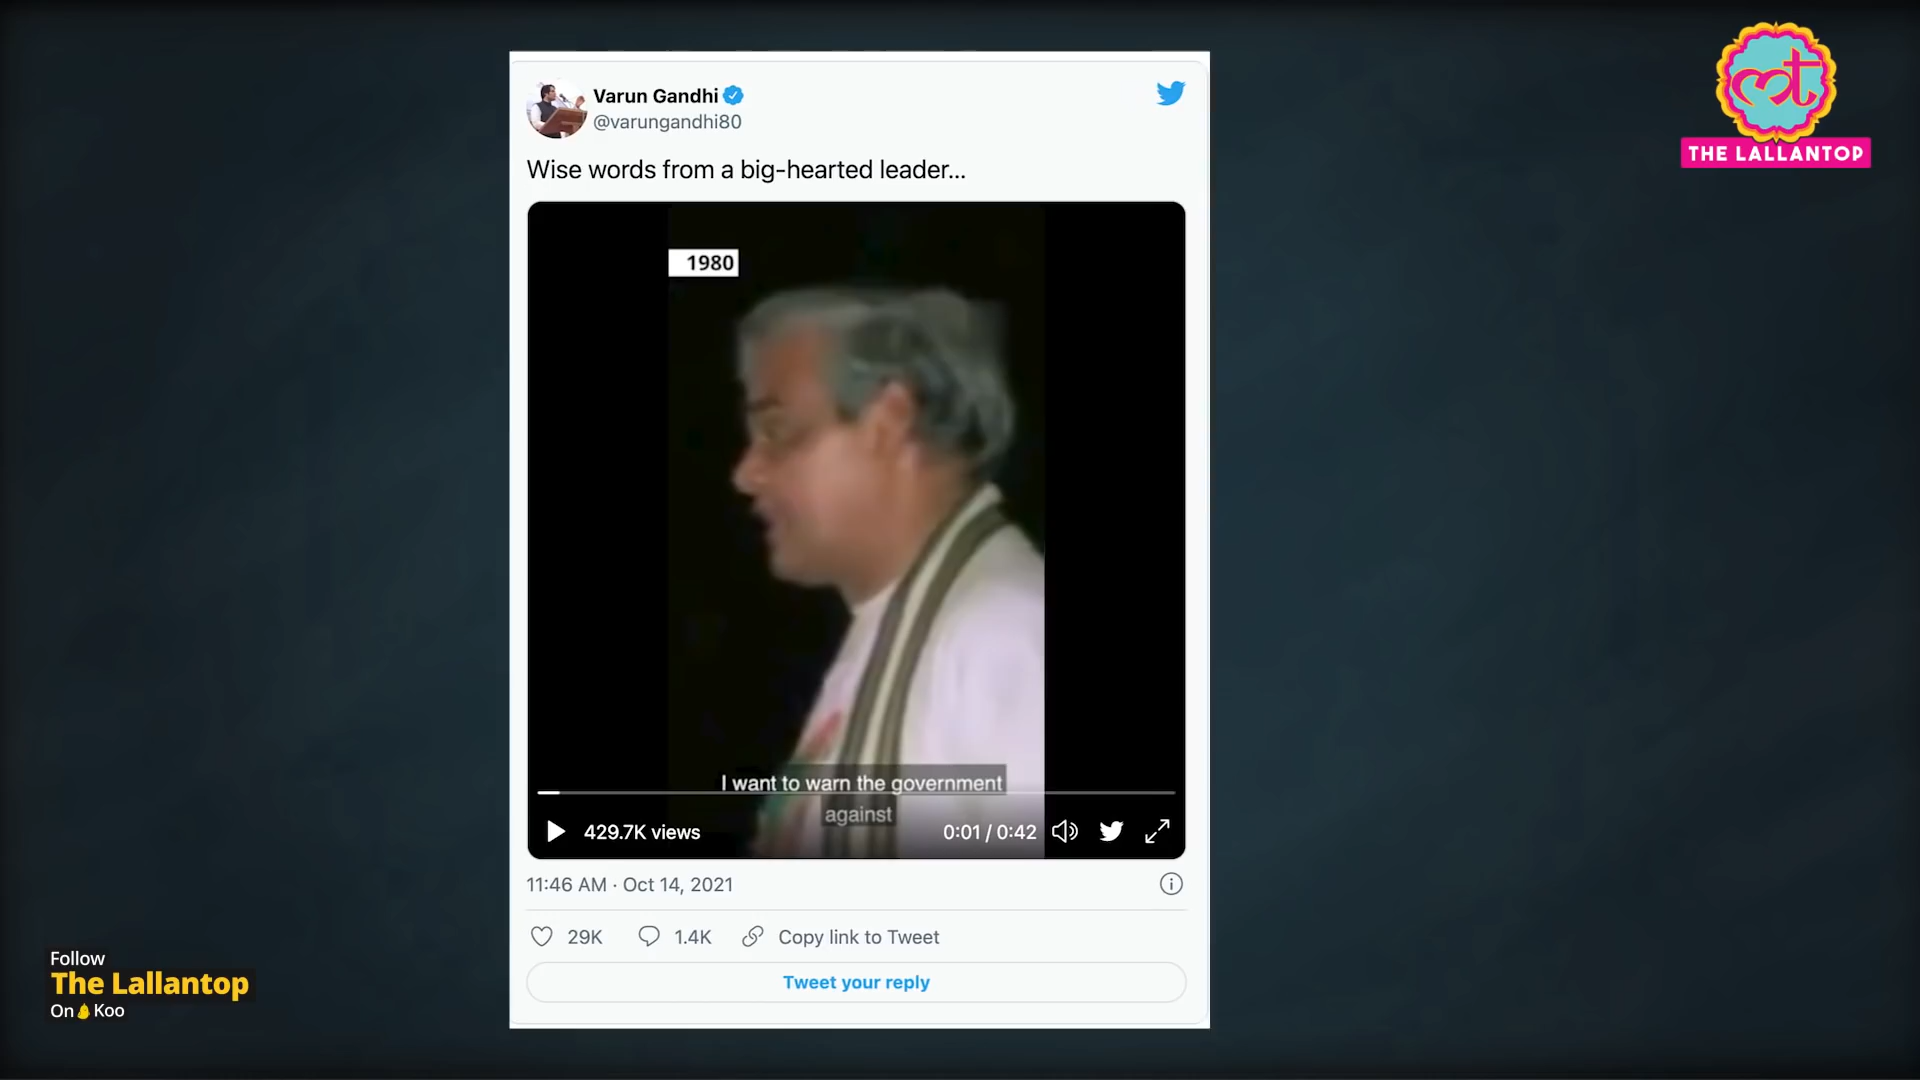 Varun Gandhi
@varungandhi80
Wise words from a big-hearted leader...
1980
I want to warn the government
against
429.7K views
0:01 / 0:42
11:46 AM · Oct 14, 2021
29K
1.4K
Copy link to Tweet
Tweet your reply
लT
THE LALLANTOP
Follow
The Lallantop
On Koo